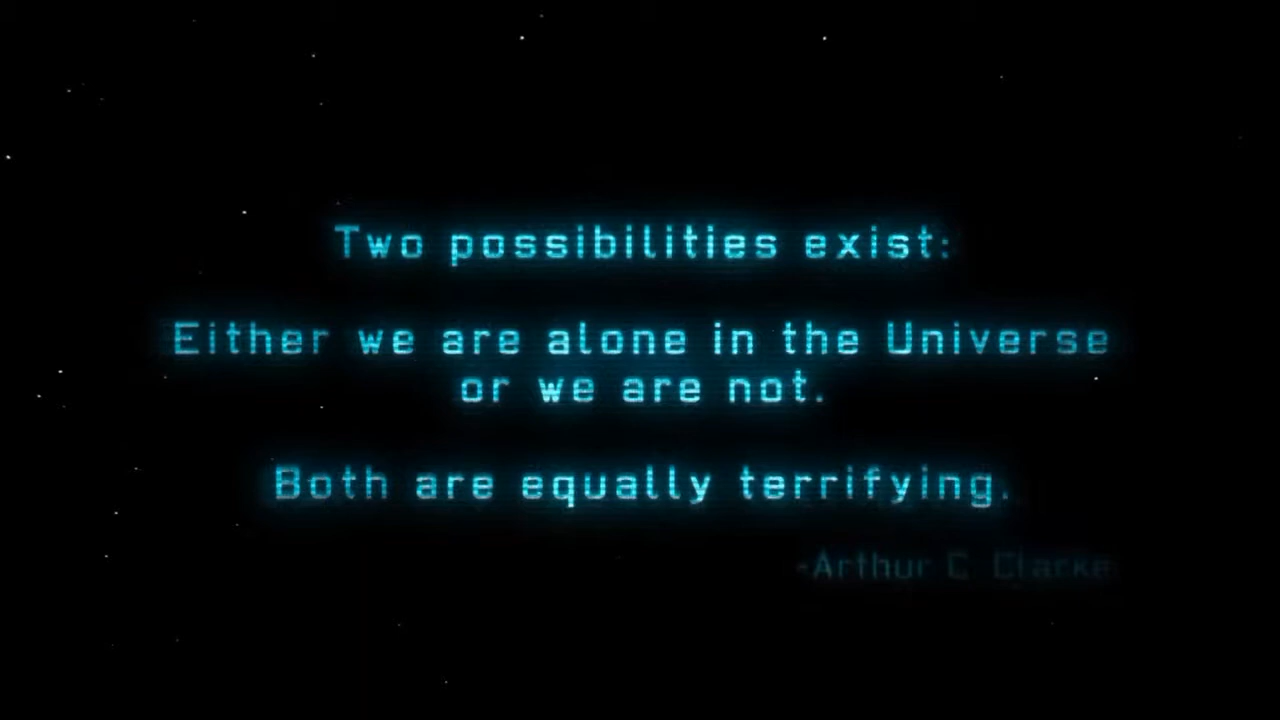 Two possibilities exist:
Either we are alone in the Universe
or we are not.
Both are equally terrifying.
-Arthur C Clarke